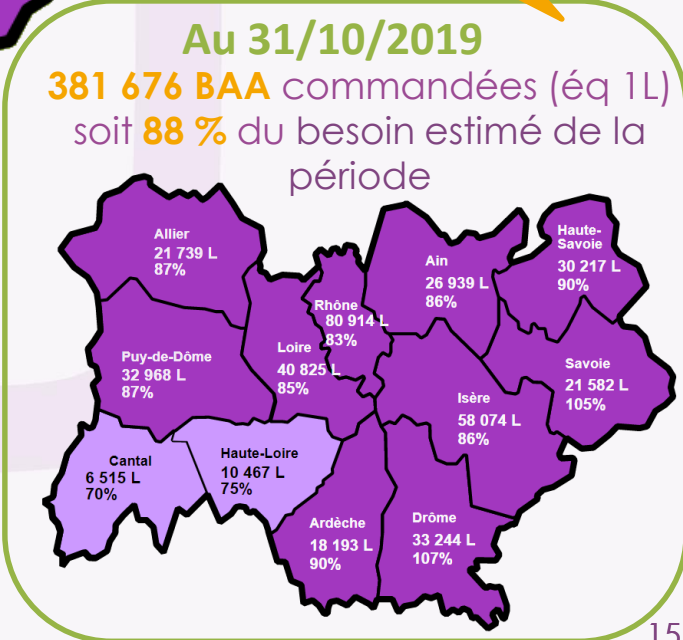 Au 31/10/2019
381 676 BAA commandées (éq 1L)
soit 88 % du besoin estimé de la
période
Allier
21 739 L
87%
Haute-
Savoie
30 217 L
90%
Ain
26 939 L
86%
Rhône
80 914 L
83%
Puy-de-Dôme
32 968 L
87%
Loire
40 825 L
85%
Savoie
21 582 L
105%
Isère
58 074 L
86%
Cantal
6 515 L
70%
Haute-Loire
10 467 L
75%
Ardèche
18 193 L
90%
Drôme
33 244 L
107%
15